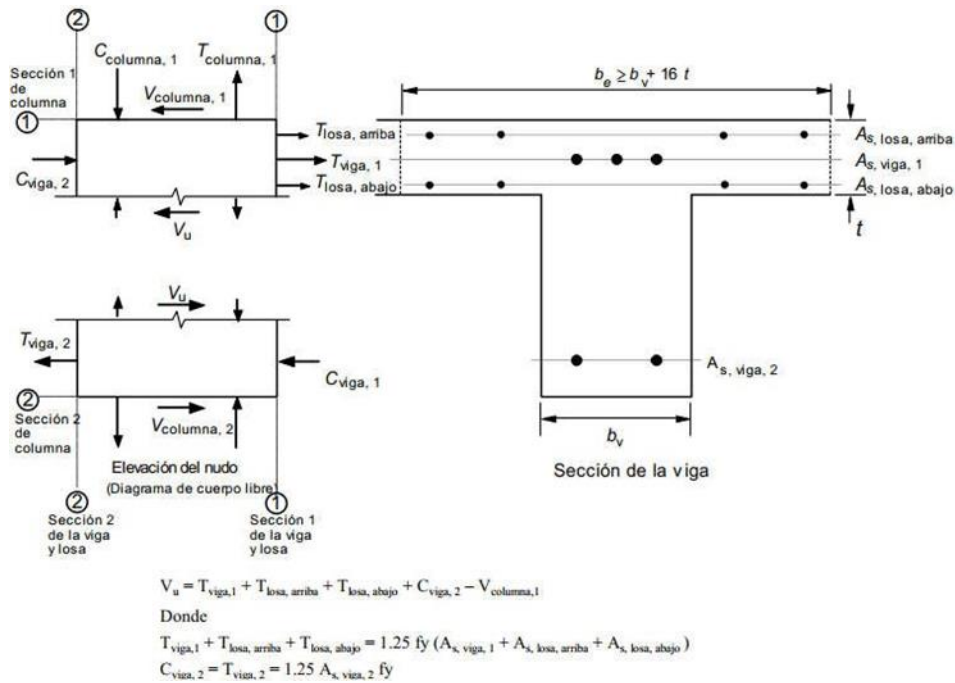 ② ①
C columna, 1 T columna, 1
Sección 1
de
columna
①
V columna, 1
C viga, 2
T losa, arriba
T viga, 1
T losa, abajo
V u
V u
T viga, 2
C viga, 1
②
Sección 2
de
columna
V columna, 2
Elevación del nudo
(Diagrama de cuerpo libre)
② ①
Sección 2
de la viga
y losa
Sección 1
de la viga
y losa
b e ≥ b v + 16 t
A s, losa, arriba
A s, viga, 1
A s, losa, abajo
t
A s, viga, 2
b v
Sección de la viga
V u = T viga,1 + T losa, arriba + T losa, abajo + C viga, 2 – V columna,1
Donde
T viga,1 + T losa, arriba + T losa, abajo = 1.25 fy (A s, viga, 1 + A s, losa, arriba + A s, losa, abajo )
C viga, 2 = T viga, 2 = 1.25 A s, viga, 2 fy